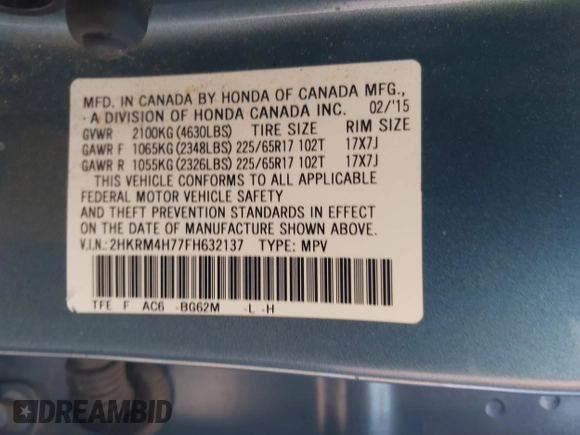 MFD. IN CANADA BY HONDA OF CANADA MFG.,
A DIVISION OF HONDA CANADA INC. 02/'15
GVWR 2100KG (4630LBS) TIRE SIZE RIM SIZE
GAWR F 1065KG (2348LBS) 225/65R17 102T 17X7J
GAWR R 1055KG (2326LBS) 225/65R17 102T 17X7J
THIS VEHICLE CONFORMS TO ALL APPLICABLE
FEDERAL MOTOR VEHICLE SAFETY
AND THEFT PREVENTION STANDARDS IN EFFECT
ON THE DATE OF MANUFACTURE SHOWN ABOVE.
V.I.N.: 2HKRM4H77FH632137 TYPE: MPV
TFE F AC6 -BG62M -L -H
DREAMBID